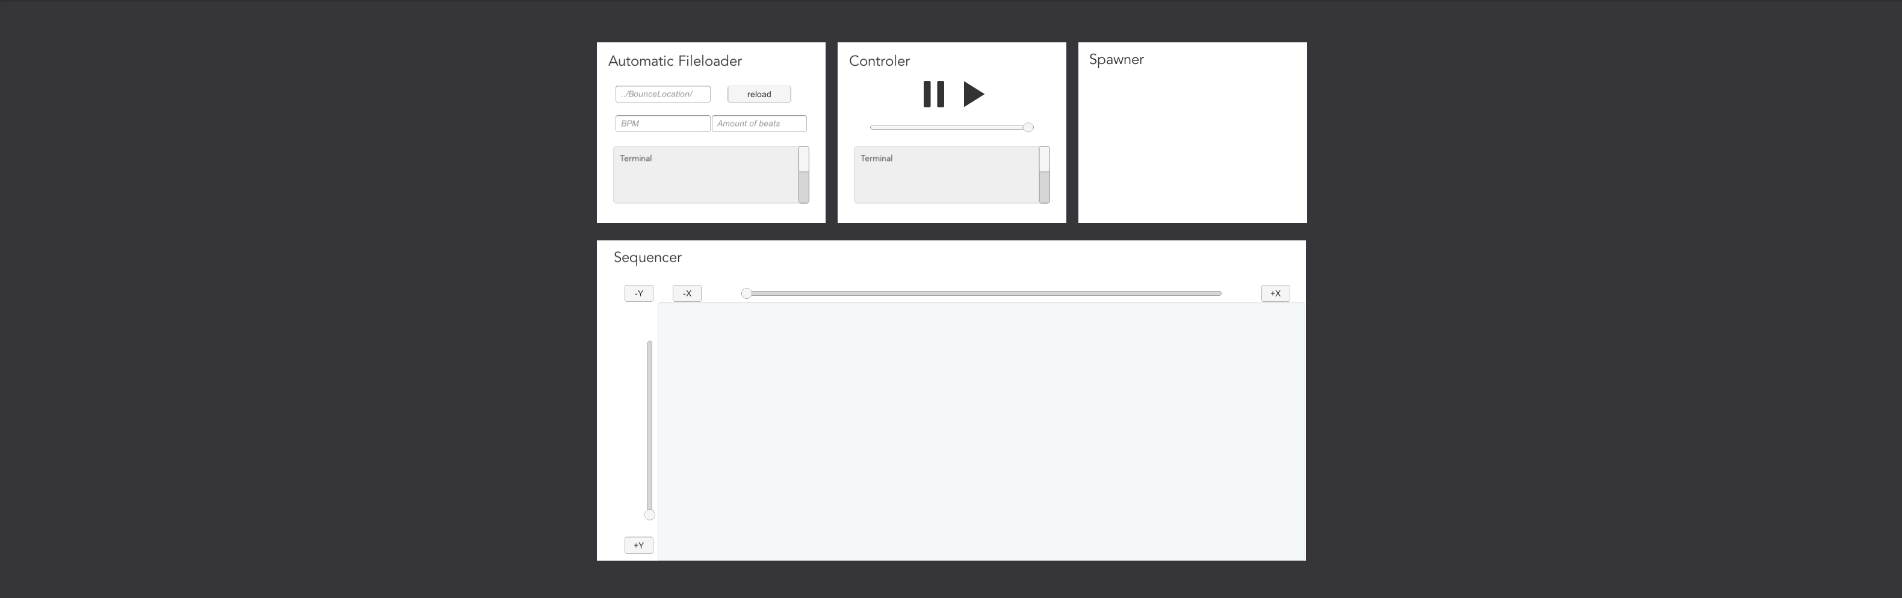 Automatic Fileloader
../BounceLocation/
reload
BPM
Amount of beats
Terminal
Controler
Terminal
Spawner
Sequencer
-Y
-X
+X
+Y